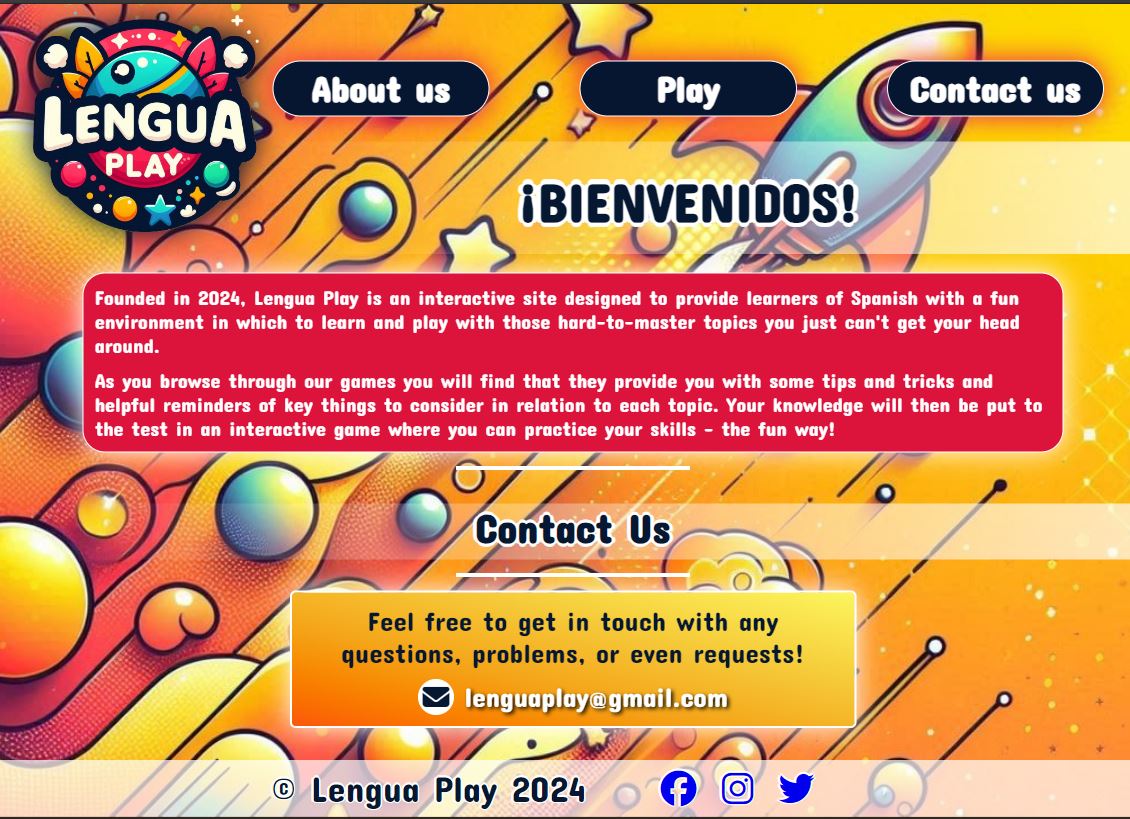 LENGUA
PLAY
About us
Play
Contact us
¡BIENVENIDOS!
Founded in 2024, Lengua Play is an interactive site designed to provide learners of Spanish with a fun
environment in which to learn and play with those hard-to-master topics you just can't get your head
around.
As you browse through our games you will find that they provide you with some tips and tricks and
helpful reminders of key things to consider in relation to each topic. Your knowledge will then be put to
the test in an interactive game where you can practice your skills - the fun way!
Contact Us
Feel free to get in touch with any
questions, problems, or even requests!
lenguaplay@gmail.com
© Lengua Play 2024